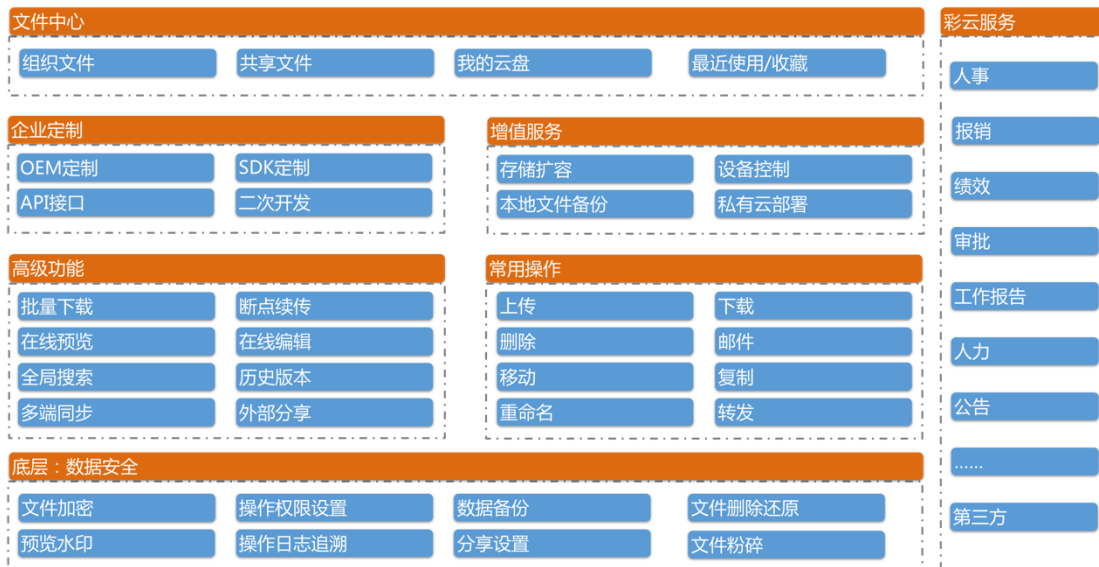 文件中心
组织文件
共享文件
我的云盘
最近使用/收藏
企业定制
OEM定制
SDK定制
API接口
二次开发
增值服务
存储扩容
设备控制
本地文件备份
私有云部署
高级功能
批量下载
断点续传
在线预览
在线编辑
全局搜索
历史版本
多端同步
外部分享
常用操作
上传
下载
删除
邮件
移动
复制
重命名
转发
底层：数据安全
文件加密
操作权限设置
数据备份
文件删除还原
预览水印
操作日志追溯
分享设置
文件粉碎
彩云服务
人事
报销
绩效
审批
工作报告
人力
公告
……
第三方